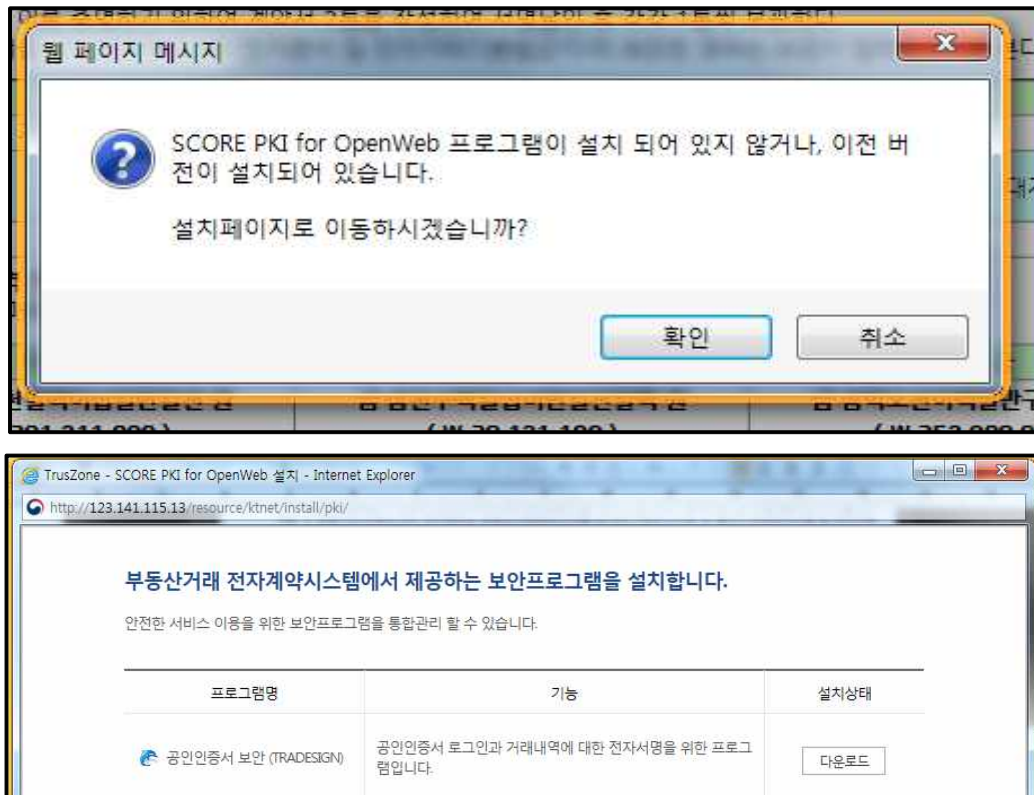 웹 페이지 메시지
SCORE PKI for OpenWeb 프로그램이 설치 되어 있지 않거나, 이전 버
전이 설치되어 있습니다.
설치페이지로 이동하시겠습니까?
확인 취소
TrusZone - SCORE PKI for OpenWeb 설치 - Internet Explorer
http://123.141.115.13/resource/ktnet/install/pki/
부동산거래 전자계약시스템에서 제공하는 보안프로그램을 설치합니다.
안전한 서비스 이용을 위한 보안프로그램을 통합관리 할 수 있습니다.
프로그램명 기능 설치상태
공인인증서 보안 (TRADESIGN) 공인인증서 로그인과 거래내역에 대한 전자서명을 위한 프로그
램입니다. 다운로드